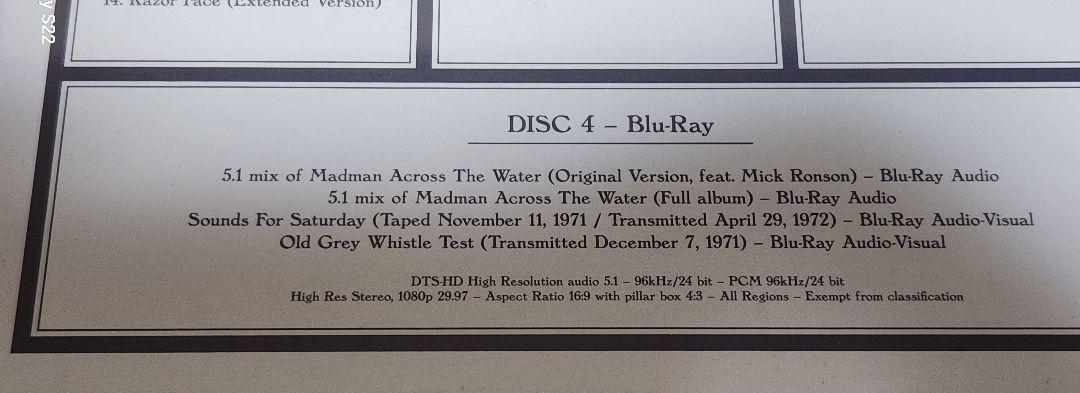 14. Razor Face (Extended Version)
DISC 4 – Blu-Ray
5.1 mix of Madman Across The Water (Original Version, feat. Mick Ronson) – Blu-Ray Audio
5.1 mix of Madman Across The Water (Full album) – Blu-Ray Audio
Sounds For Saturday (Taped November 11, 1971 / Transmitted April 29, 1972) – Blu-Ray Audio-Visual
Old Grey Whistle Test (Transmitted December 7, 1971) – Blu-Ray Audio-Visual
DTS-HD High Resolution audio 5.1 – 96kHz/24 bit – PCM 96kHz/24 bit
High Res Stereo, 1080p 29.97 – Aspect Ratio 16:9 with pillar box 4:3 – All Regions – Exempt from classification
y S22